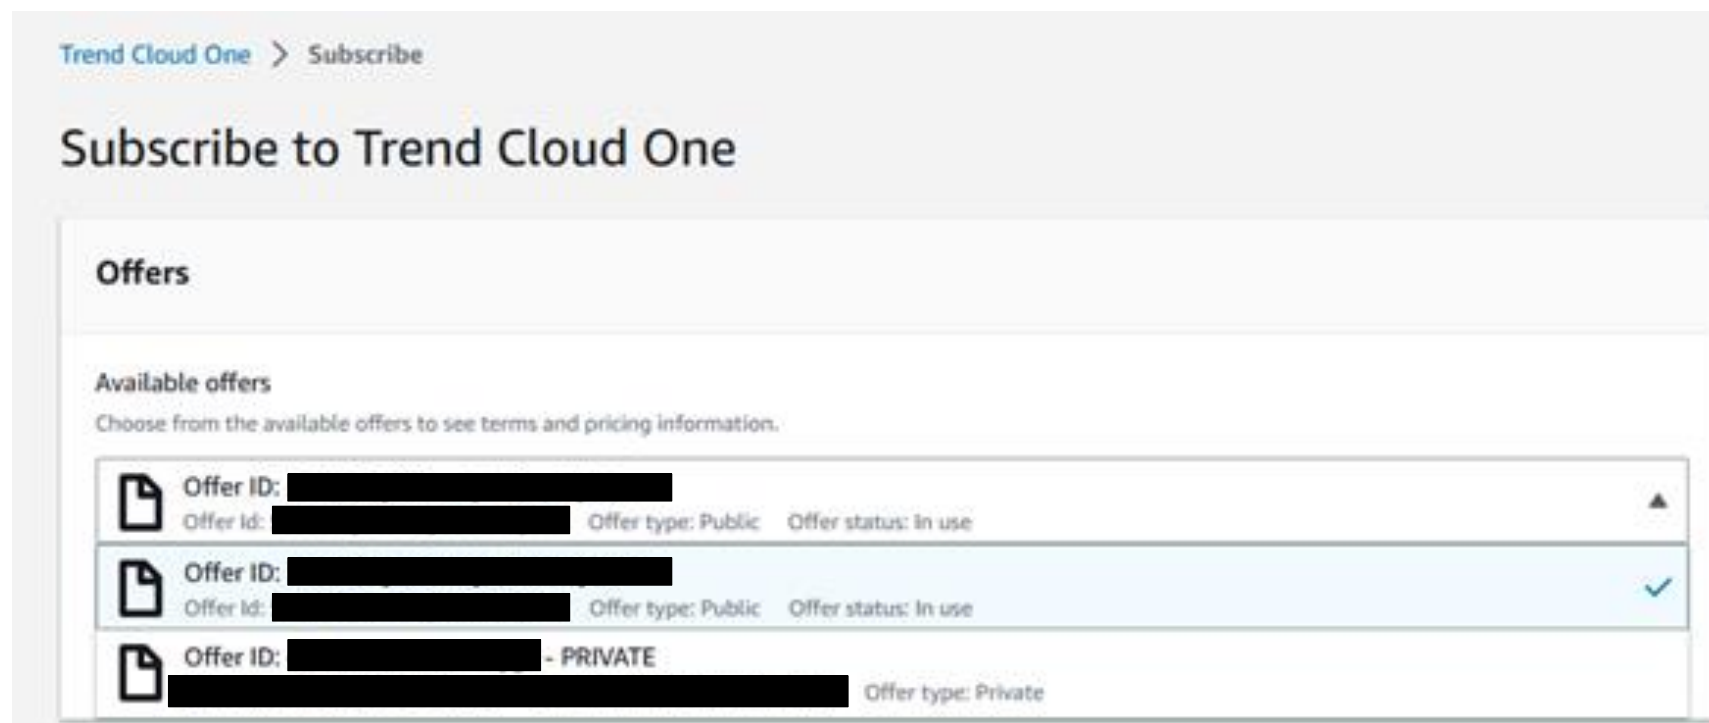 Trend Cloud One > Subscribe
Subscribe to Trend Cloud One
Offers
Available offers
Choose from the available offers to see terms and pricing information.
Offer ID:
Offer Id: Offer type: Public Offer status: In use
Offer ID:
Offer Id: Offer type: Public Offer status: In use
Offer ID: - PRIVATE
Offer type: Private